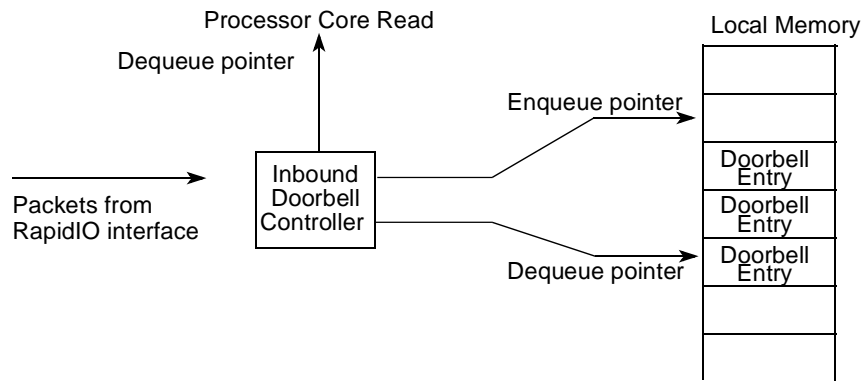 Processor Core Read
Local Memory
Dequeue pointer
Enqueue pointer
Inbound
Doorbell
Controller
Packets from
RapidIO interface
Doorbell
Entry
Doorbell
Entry
Doorbell
Entry
Dequeue pointer